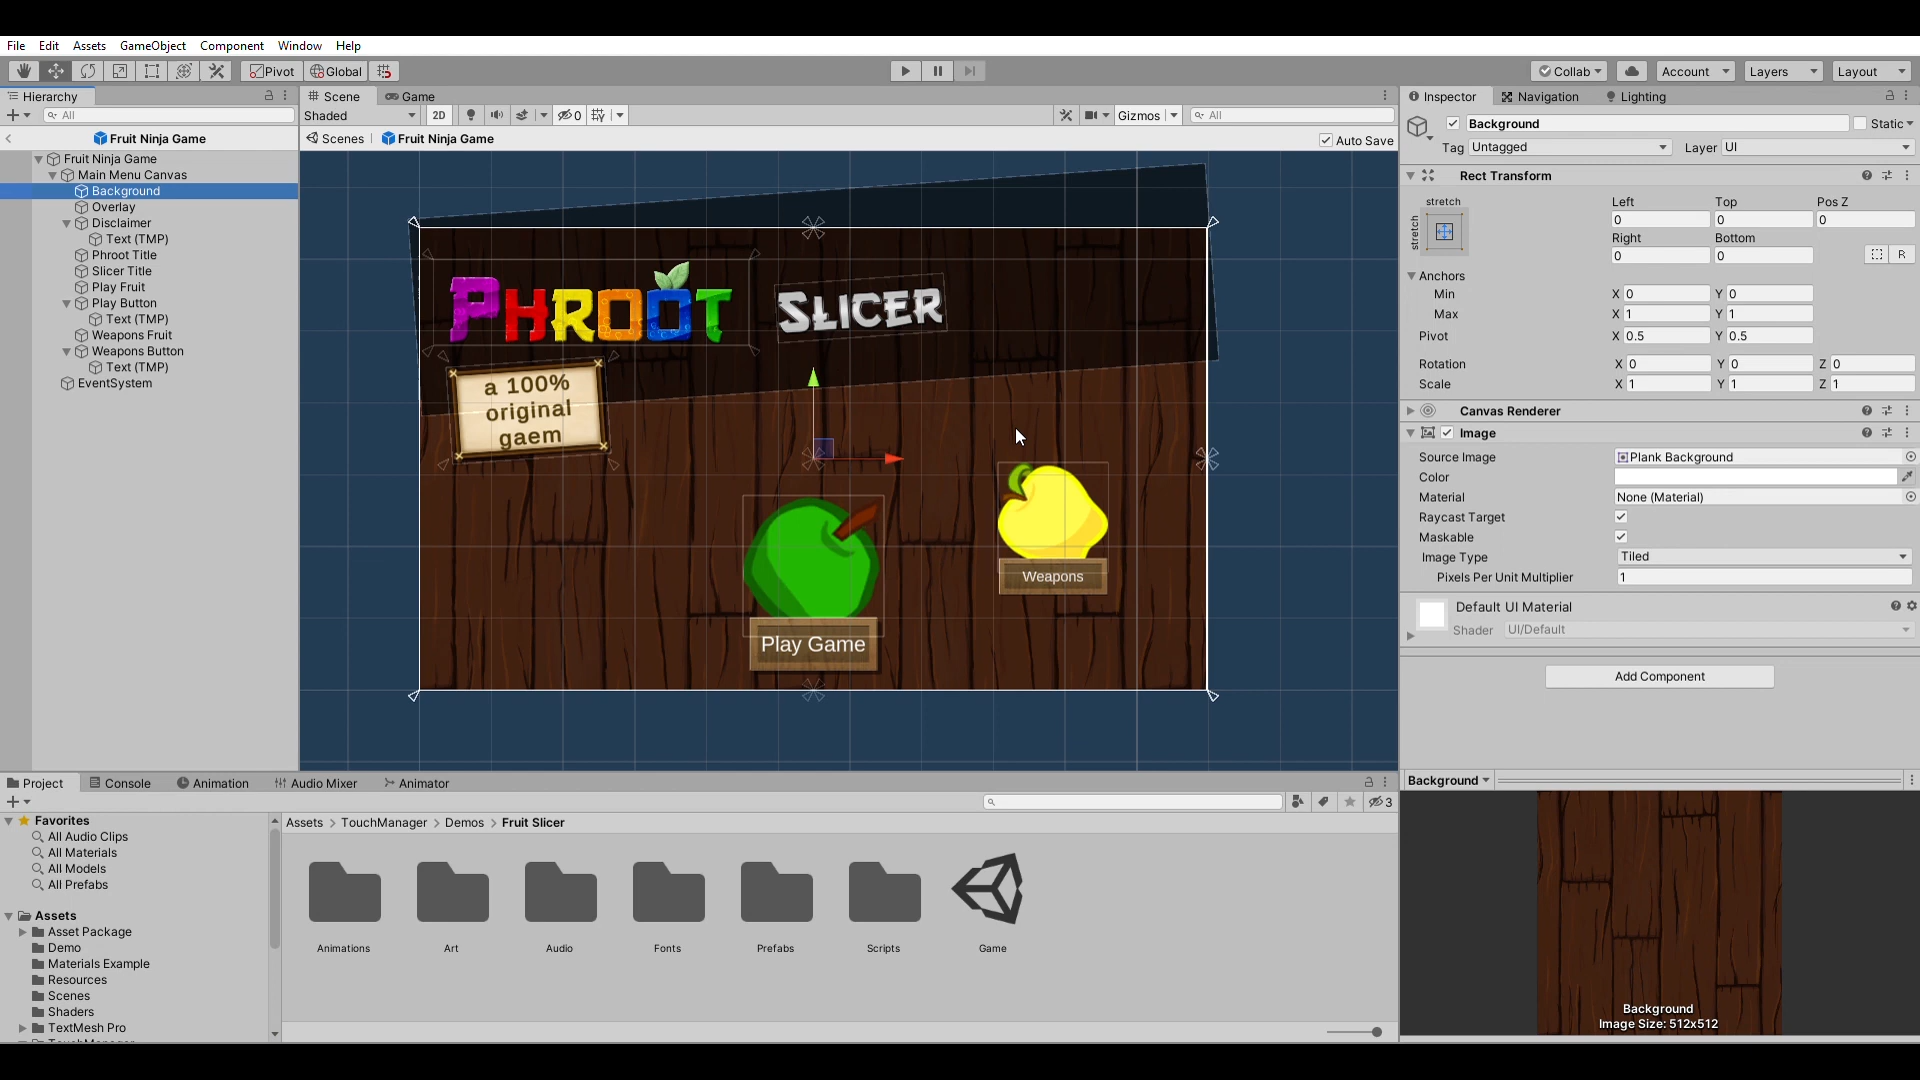 File Edit Assets GameObject Component Window Help
Pivot Global Collab Account Layers Layout
Hierarchy
All
Fruit Ninja Game
Fruit Ninja Game
Main Menu Canvas
Background
Overlay
Disclaimer
Text (TMP)
Phroot Title
Slicer Title
Play Fruit
Play Button
Text (TMP)
Weapons Fruit
Weapons Button
Text (TMP)
EventSystem
Scene Game
Shaded 2D 0 Gizmos All
Scenes Fruit Ninja Game Auto Save
PHROOT SLICER
a 100%
original
gaem
Weapons
Play Game
Inspector Navigation Lighting
Background Static
Tag Untagged Layer UI
Rect Transform
stretch
stretch
Left Top Pos Z
0 0 0
Right Bottom
0 0 R
Anchors
Min X 0 Y 0
Max X 1 Y 1
Pivot X 0.5 Y 0.5
Rotation X 0 Y 0 Z 0
Scale X 1 Y 1 Z 1
Canvas Renderer
Image
Source Image Plank Background
Color
Material None (Material)
Raycast Target
Maskable
Image Type Tiled
Pixels Per Unit Multiplier 1
Default UI Material
Shader UI/Default
Add Component
Background
Background
Image Size: 512x512
Project Console Animation Audio Mixer Animator
3
Favorites
All Audio Clips
All Materials
All Models
All Prefabs
Assets
Asset Package
Demo
Materials Example
Resources
Scenes
Shaders
TextMesh Pro
TouchManager
Assets > TouchManager > Demos > Fruit Slicer
Animations Art Audio Fonts Prefabs Scripts Game